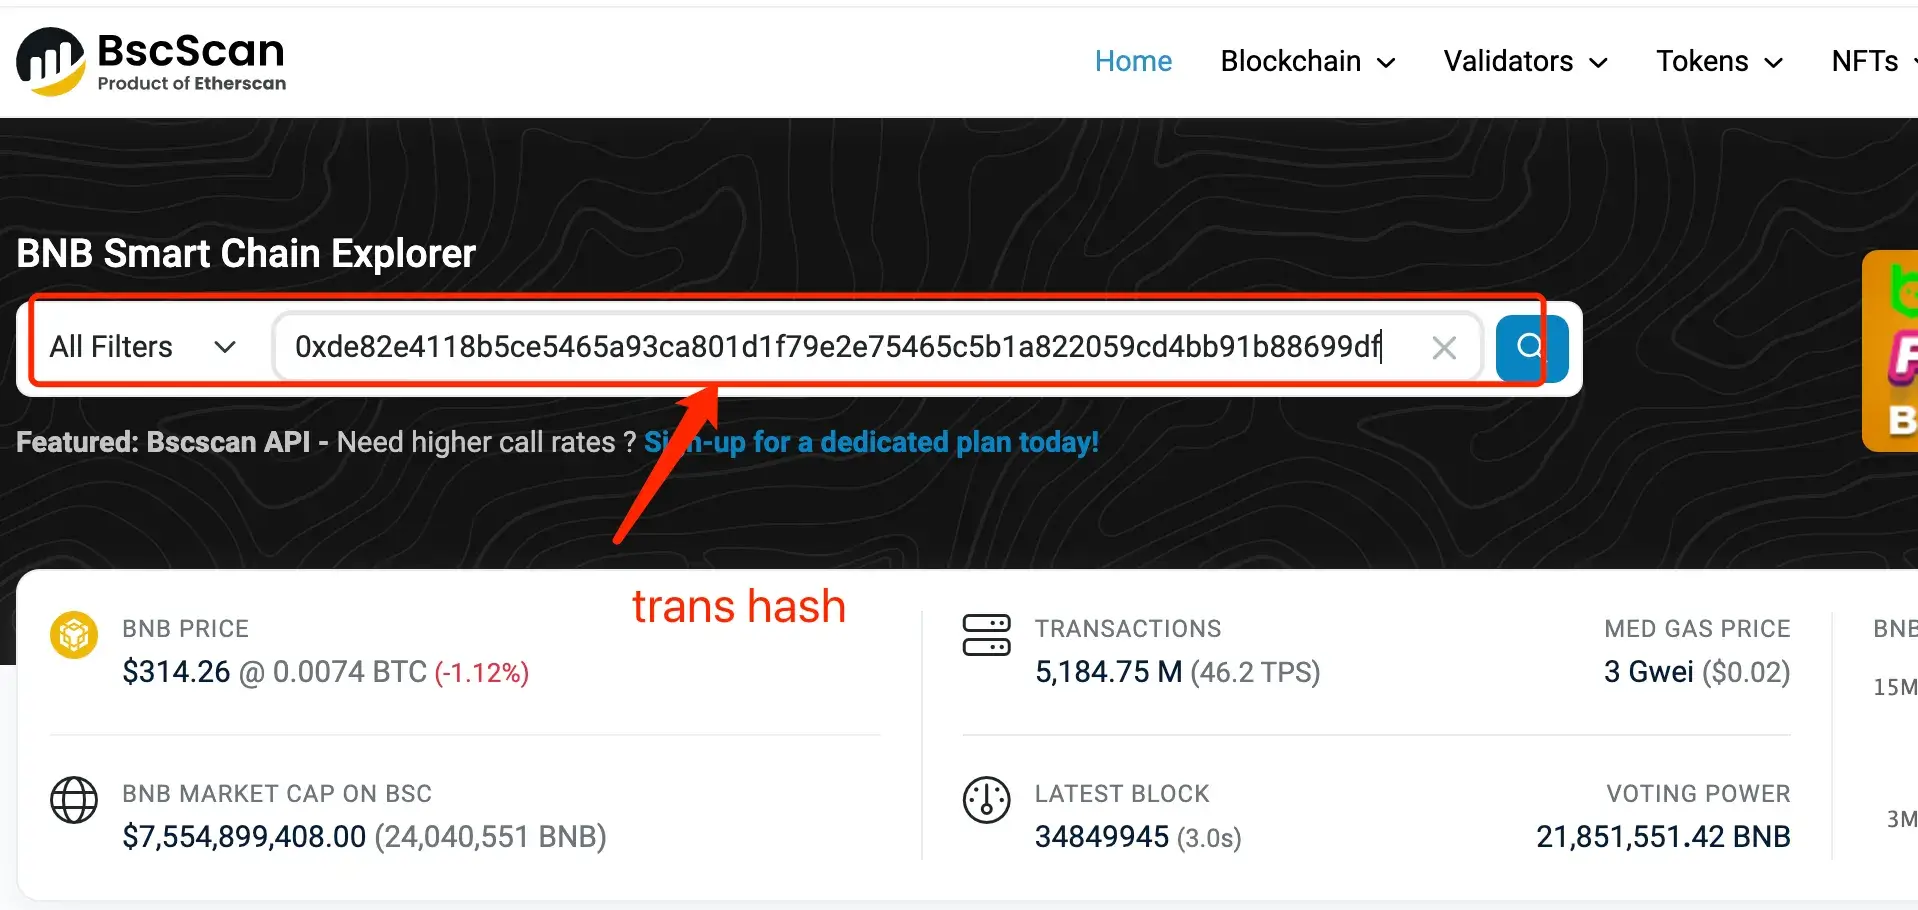 BscScan
Product of Etherscan
Home Blockchain Validators Tokens NFTs
BNB Smart Chain Explorer
All Filters 0xde82e4118b5ce5465a93ca801d1f79e2e75465c5b1a822059cd4bb91b88699df
Featured: Bscscan API - Need higher call rates ? Sign-up for a dedicated plan today!
trans hash
BNB PRICE
$314.26 @ 0.0074 BTC (-1.12%)
TRANSACTIONS
5,184.75 M (46.2 TPS)
MED GAS PRICE
3 Gwei ($0.02)
BNB
15M
BNB MARKET CAP ON BSC
$7,554,899,408.00 (24,040,551 BNB)
LATEST BLOCK
34849945 (3.0s)
VOTING POWER
21,851,551.42 BNB
3M